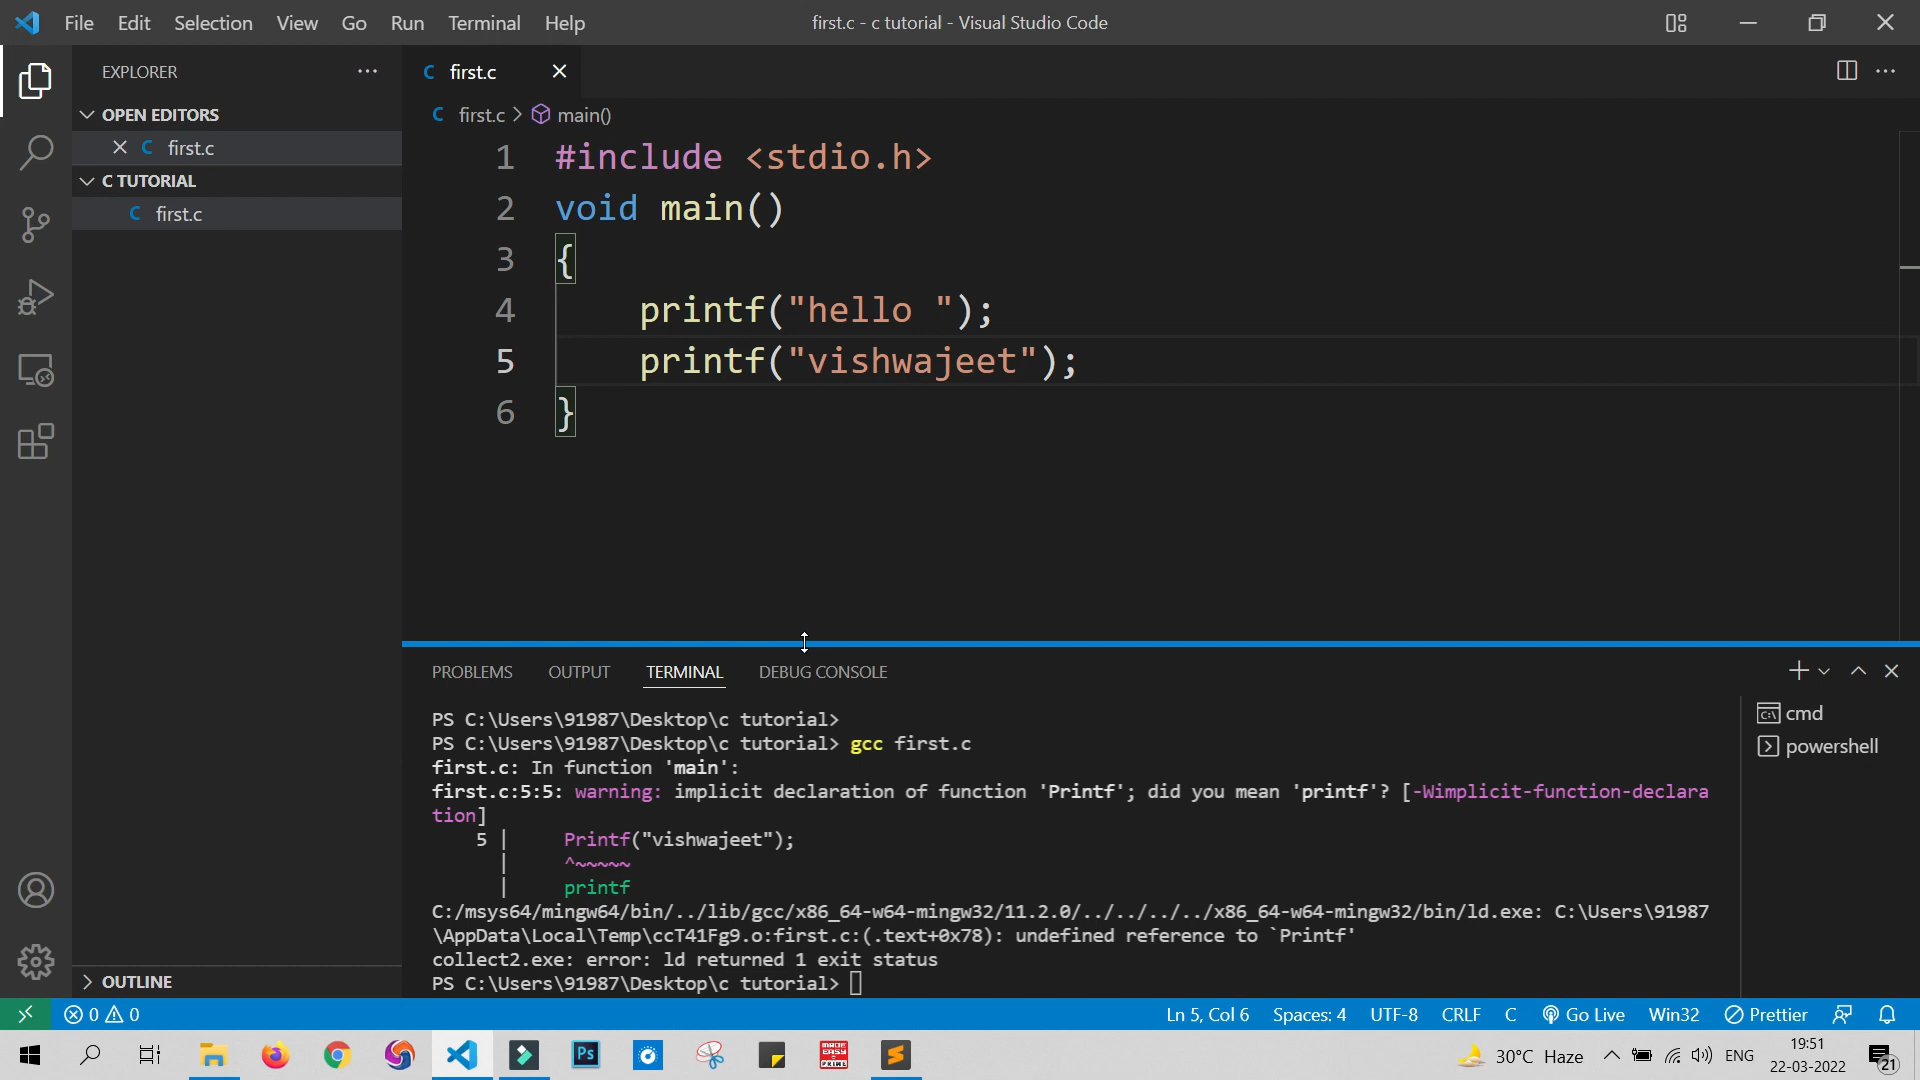 File Edit Selection View Go Run Terminal Help first.c - c tutorial - Visual Studio Code
EXPLORER
OPEN EDITORS
C first.c
C TUTORIAL
C first.c
OUTLINE
C first.c
C first.c > main()
1 #include <stdio.h>
2 void main()
3 {
4     printf("hello ");
5     printf("vishwajeet");
6 }
PROBLEMS OUTPUT TERMINAL DEBUG CONSOLE
PS C:\Users\91987\Desktop\c tutorial>
PS C:\Users\91987\Desktop\c tutorial> gcc first.c
first.c: In function 'main':
first.c:5:5: warning: implicit declaration of function 'Printf'; did you mean 'printf'? [-Wimplicit-function-declara
tion]
5 |     Printf("vishwajeet");
  |     ^~~~~~
  |     printf
C:/msys64/mingw64/bin/../lib/gcc/x86_64-w64-mingw32/11.2.0/../../../../x86_64-w64-mingw32/bin/ld.exe: C:\Users\91987
\AppData\Local\Temp\ccT41Fg9.o:first.c:(.text+0x78): undefined reference to `Printf'
collect2.exe: error: ld returned 1 exit status
PS C:\Users\91987\Desktop\c tutorial>
cmd
powershell
0 0 Ln 5, Col 6 Spaces: 4 UTF-8 CRLF C Go Live Win32 Prettier
Ps MADE EASY PRIME 30°C Haze ENG 19:51
22-03-2022
21